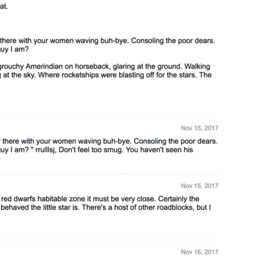 at.
there with your women waving buh-bye. Consoling the poor dears.
guy I am?
grouchy Amerindian on horseback, glaring at the ground. Walking
at the sky. Where rocketships were blasting off for the stars. The
Nov 15, 2017
there with your women waving buh-bye. Consoling the poor dears.
uy I am? " rrulllsj, Don't feel too smug. You haven't seen his
Nov 15, 2017
red dwarfs habitable zone it must be very close. Certainly the
behaved the little star is. There's a host of other roadblocks, but I
Nov 16, 2017